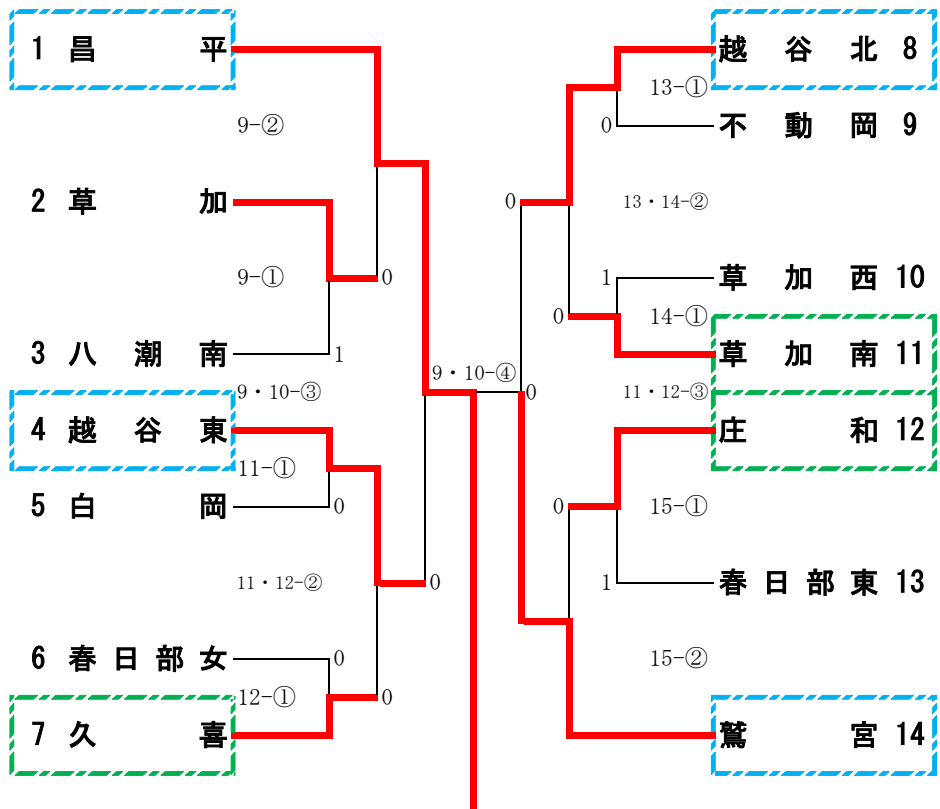 1 昌 平
9-②
2 草 加
9-①
0
3 八 潮 南
1
9・10-③
4 越 谷 東
11-①
5 白 岡
0
11・12-②
0
6 春 日 部 女
0
12-①
0
7 久 喜
9・10-④
越 谷 北 8
13-①
0
不 動 岡 9
0
13・14-②
1
草 加 西 10
0
14-①
草 加 南 11
0
11・12-③
庄 和 12
0
15-①
1
春 日 部 東 13
15-②
鷲 宮 14